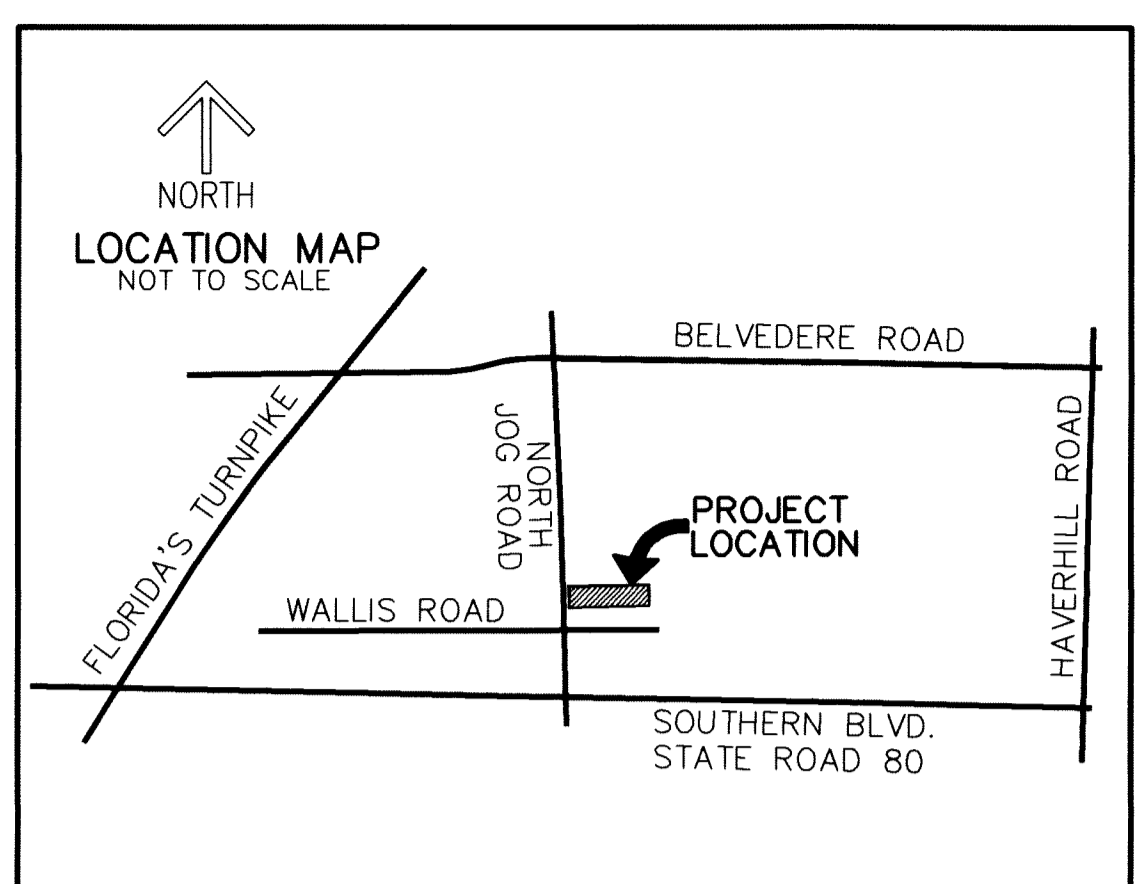 NORTH
LOCATION MAP
NOT TO SCALE
BELVEDERE ROAD
FLORIDA'S TURNPIKE
NORTH
JOG ROAD
HAVERHILL ROAD
PROJECT
LOCATION
WALLIS ROAD
SOUTHERN BLVD.
STATE ROAD 80